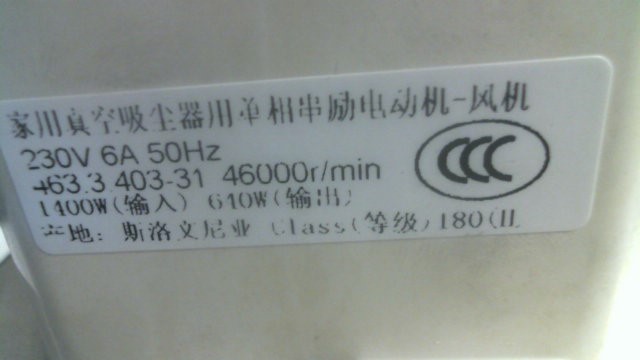 家用真空吸尘器用单相串励电动机-风机
230V 6A 50Hz
463.3 403-31 46000r/min
CCC
1400W(输入) 640W(输出)
产地: 斯洛文尼亚 Class(等级)180(H